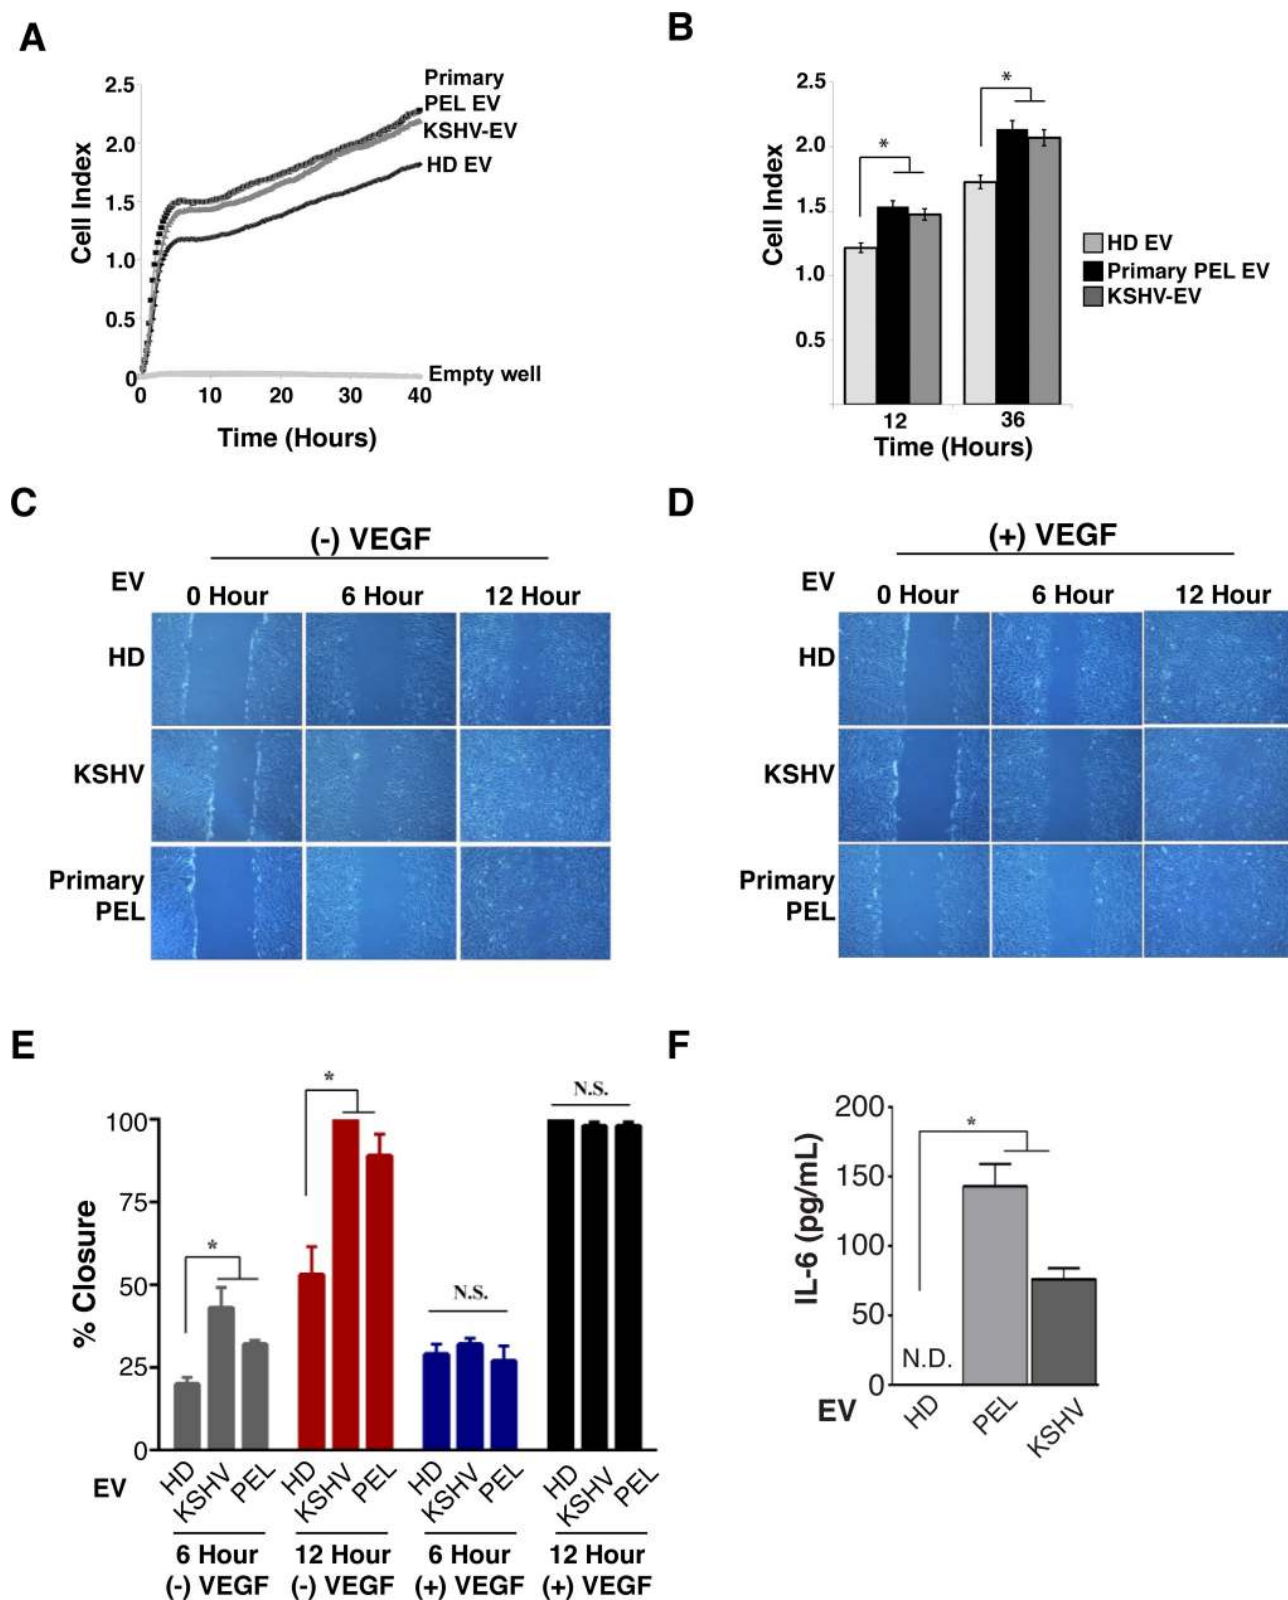 A
2.5
2.0
1.5
1.0
0.5
0
Cell Index
0 10 20 30 40
Time (Hours)
Primary
PEL EV
KSHV-EV
HD EV
Empty well
B
2.5
2.0
1.5
1.0
0.5
Cell Index
*
*
12 36
Time (Hours)
HD EV
Primary PEL EV
KSHV-EV
C
(-) VEGF
EV
0 Hour 6 Hour 12 Hour
HD
KSHV
Primary
PEL
D
(+) VEGF
EV
0 Hour 6 Hour 12 Hour
HD
KSHV
Primary
PEL
E
100
75
50
25
0
% Closure
*
*
N.S.
N.S.
EV
HD KSHV PEL HD KSHV PEL HD KSHV PEL HD KSHV PEL
6 Hour 12 Hour 6 Hour 12 Hour
(-) VEGF (-) VEGF (+) VEGF (+) VEGF
F
200
150
100
50
0
IL-6 (pg/mL)
*
N.D.
EV
HD PEL KSHV